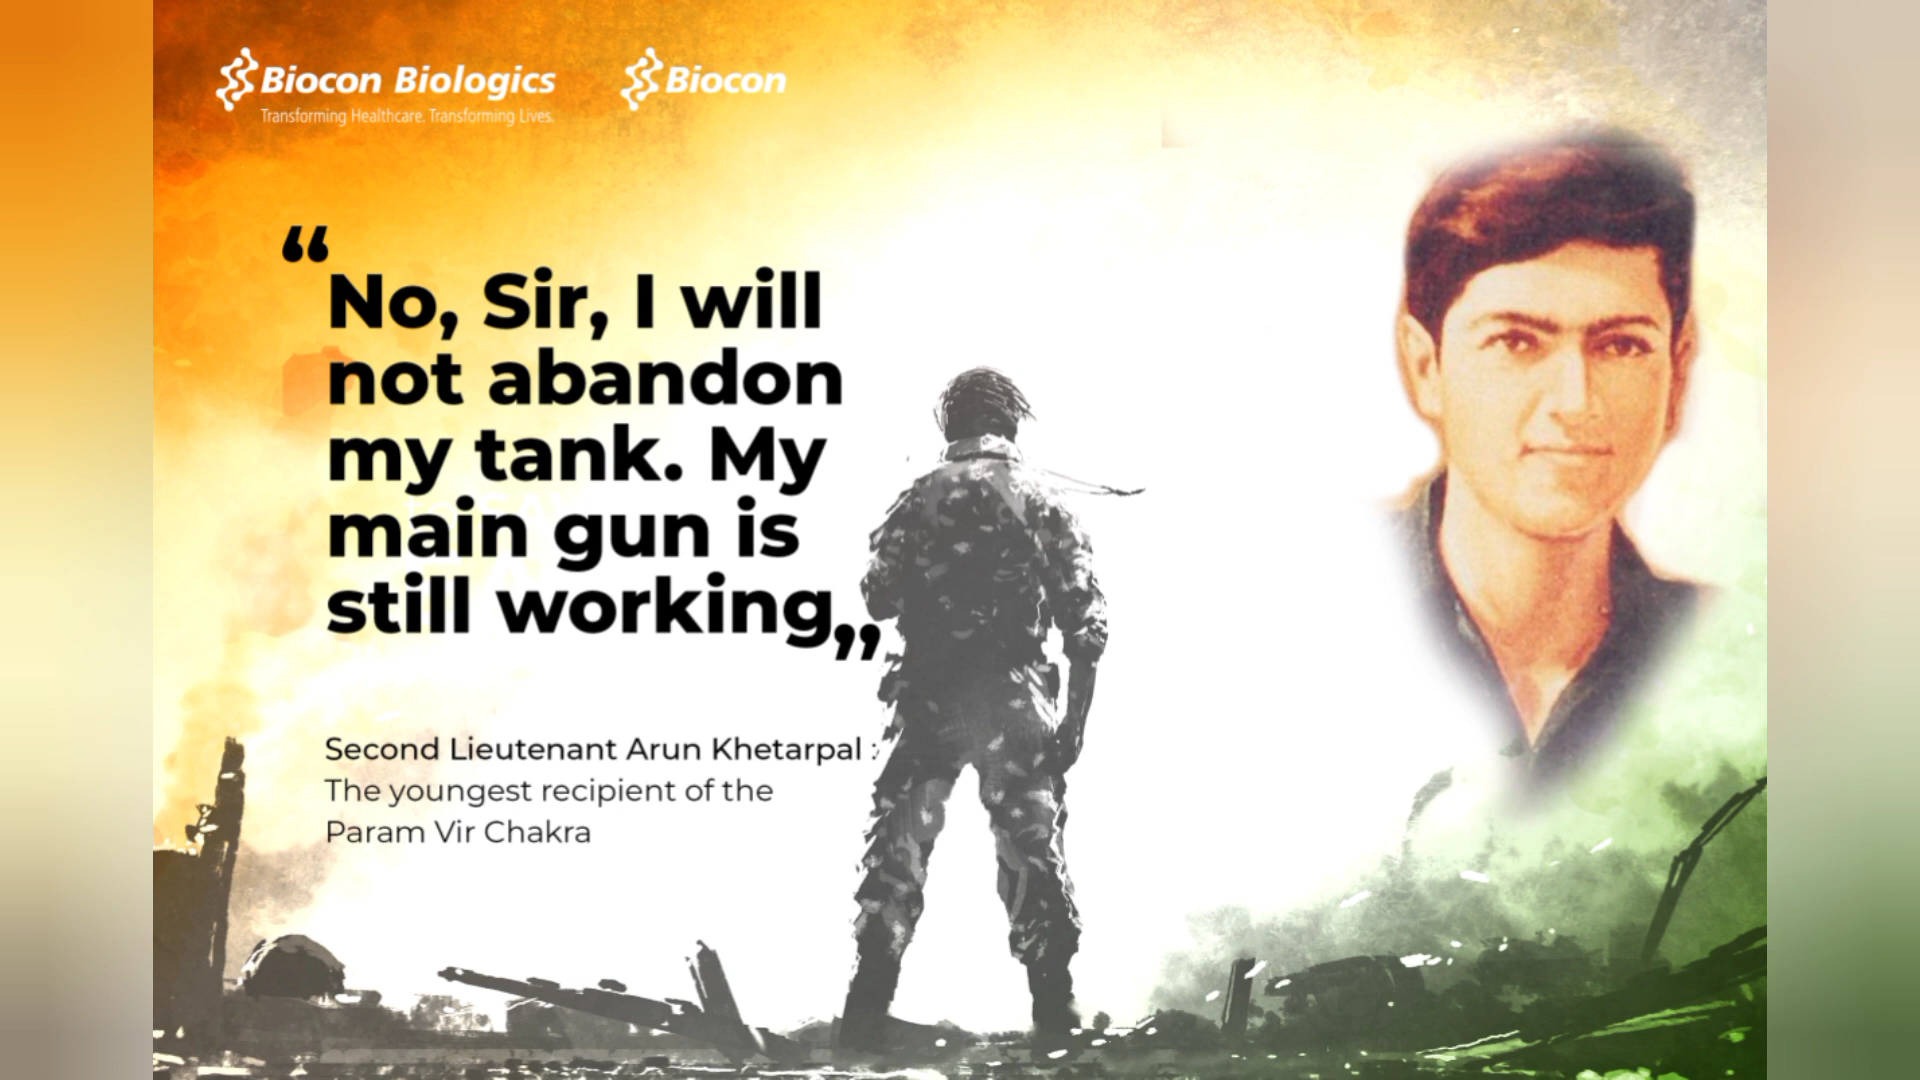 Biocon Biologics
Transforming Healthcare. Transforming Lives.
Biocon
“
No, Sir, I will
not abandon
my tank. My
main gun is
still working„
Second Lieutenant Arun Khetarpal :
The youngest recipient of the
Param Vir Chakra